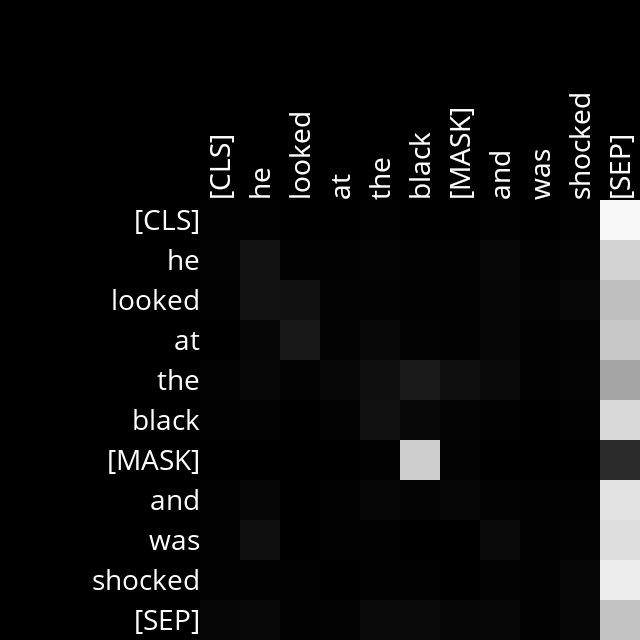 [CLS] he looked at the black [MASK] and was shocked [SEP]
[CLS]
he
looked
at
the
black
[MASK]
and
was
shocked
[SEP]